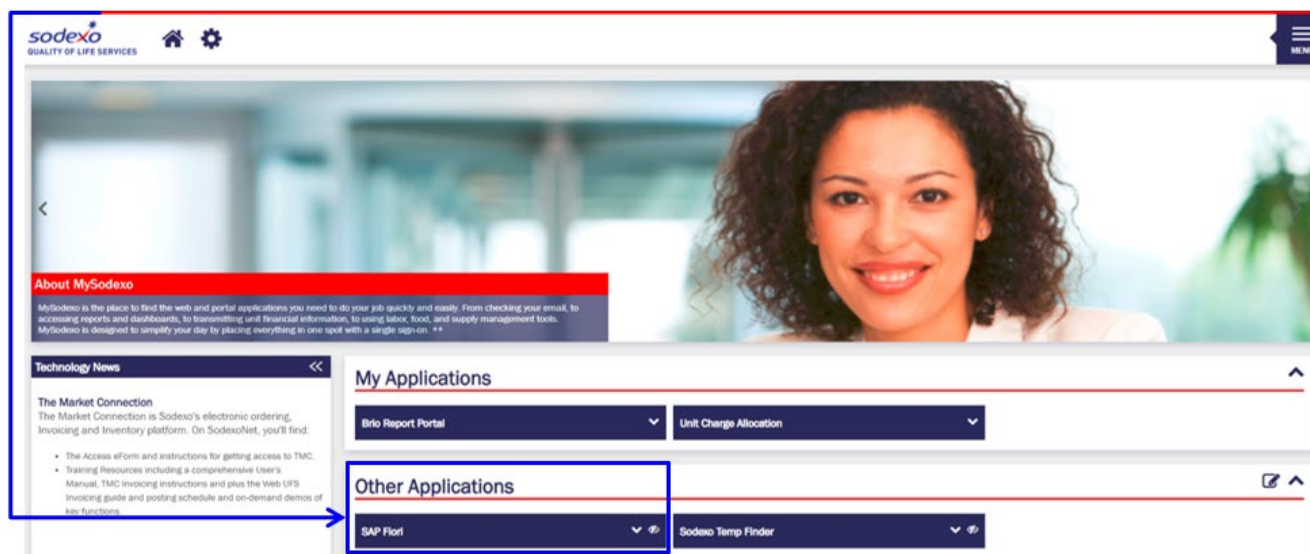 sodexo
QUALITY OF LIFE SERVICES
MENU
About MySodexo
MySodexo is the place to find the web and portal applications you need to do your job quickly and easily. From checking your email, to
accessing reports and dashboards, to transmitting unit financial information, to using labor, food, and supply management tools.
MySodexo is designed to simplify your day by placing everything in one spot with a single sign-on. **
Technology News
The Market Connection
The Market Connection is Sodexo's electronic ordering,
Invoicing and Inventory platform. On SodexoNet, you'll find:
• The Access eForm and instructions for getting access to TMC.
• Training Resources including a comprehensive User's
Manual, TMC Invoicing instructions and plus the Web UFS
Invoicing guide and posting schedule and on-demand demos of
key functions.
My Applications
Brio Report Portal
Unit Charge Allocation
Other Applications
SAP Fiori
Sodexo Temp Finder